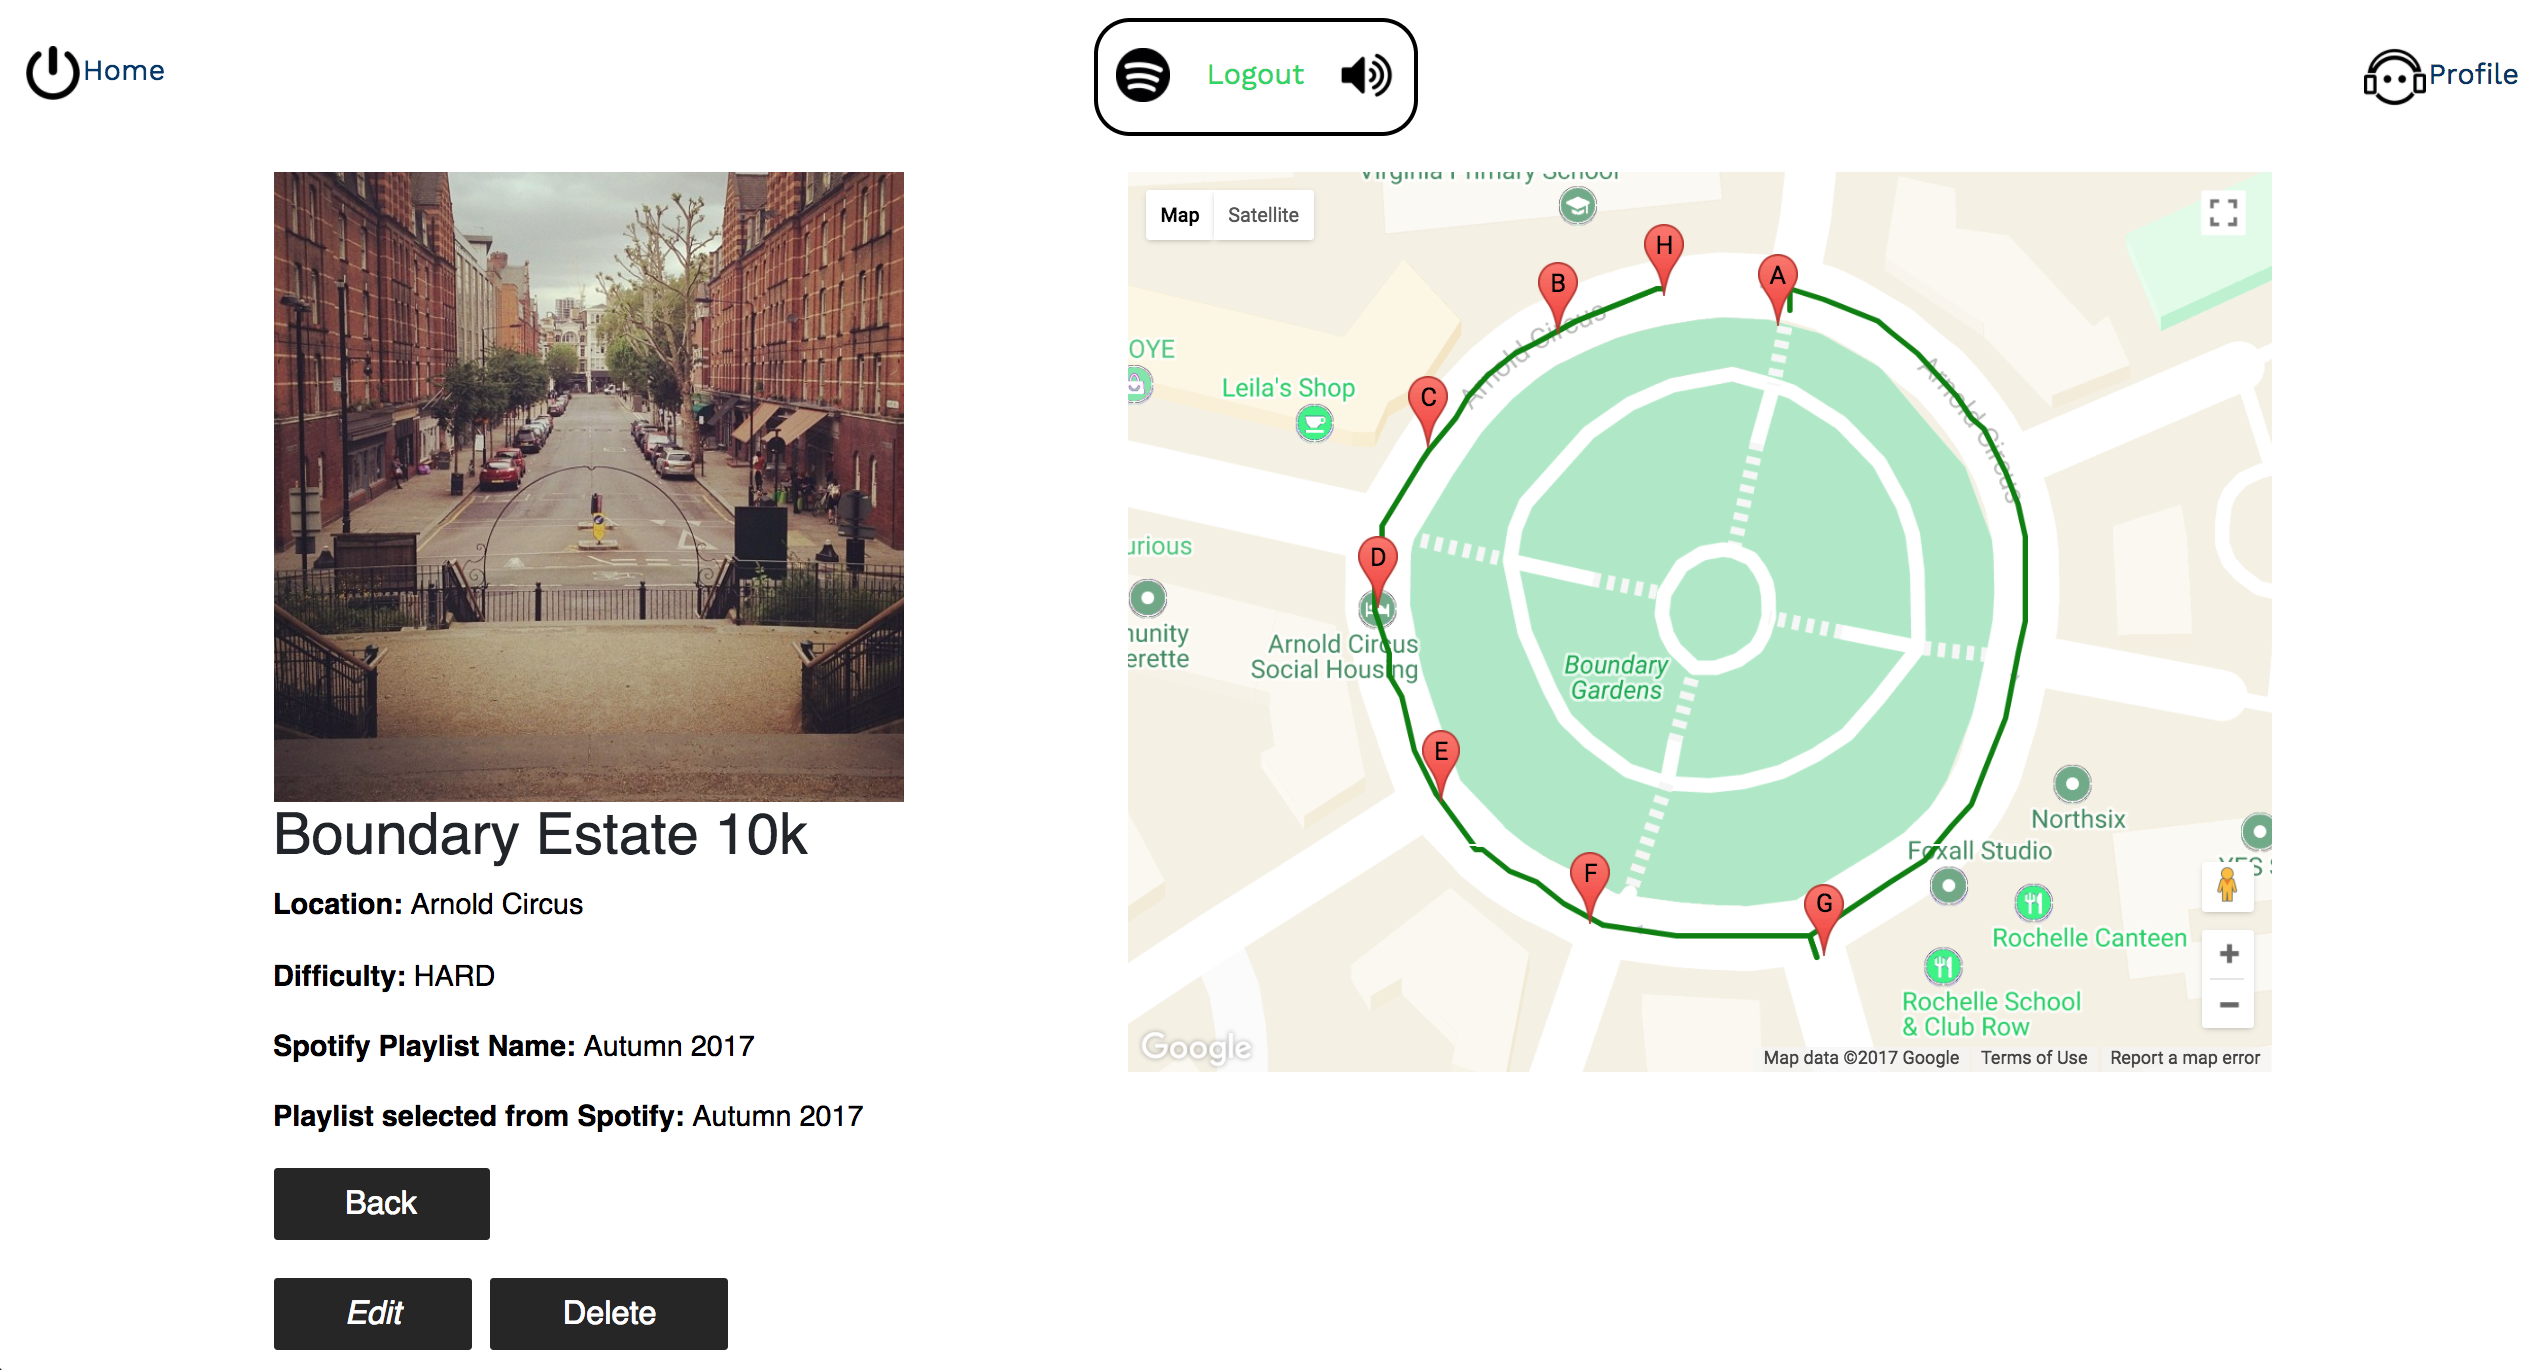 Home
Logout
Profile
Boundary Estate 10k
Location: Arnold Circus
Difficulty: HARD
Spotify Playlist Name: Autumn 2017
Playlist selected from Spotify: Autumn 2017
Back
Edit
Delete
Virginia Primary School
Map
Satellite
H
A
B
Arnold Circus
OYE
Leila's Shop
C
Arnold Circus
D
urious
unity
erette
Arnold Circus
Social Housing
Boundary
Gardens
E
Northsix
Foxall Studio
F
G
Rochelle Canteen
Rochelle School
& Club Row
Google
Map data ©2017 Google
Terms of Use
Report a map error